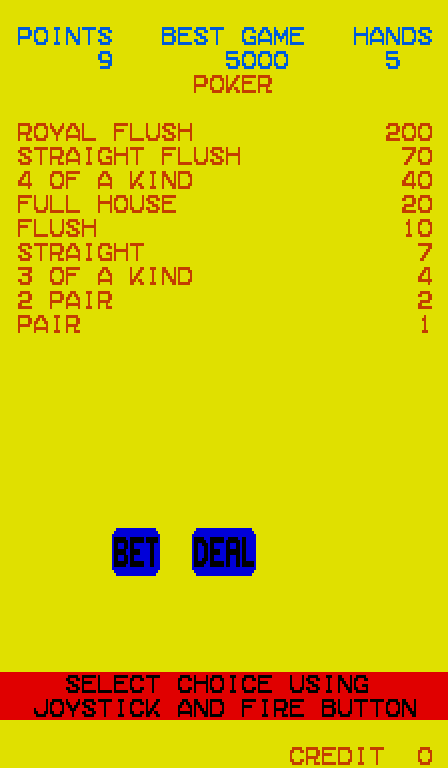 POINTS BEST GAME HANDS
9 5000 5
POKER
ROYAL FLUSH 200
STRAIGHT FLUSH 70
4 OF A KIND 40
FULL HOUSE 20
FLUSH 10
STRAIGHT 7
3 OF A KIND 4
2 PAIR 2
PAIR 1
BET DEAL
SELECT CHOICE USING
JOYSTICK AND FIRE BUTTON
CREDIT 0